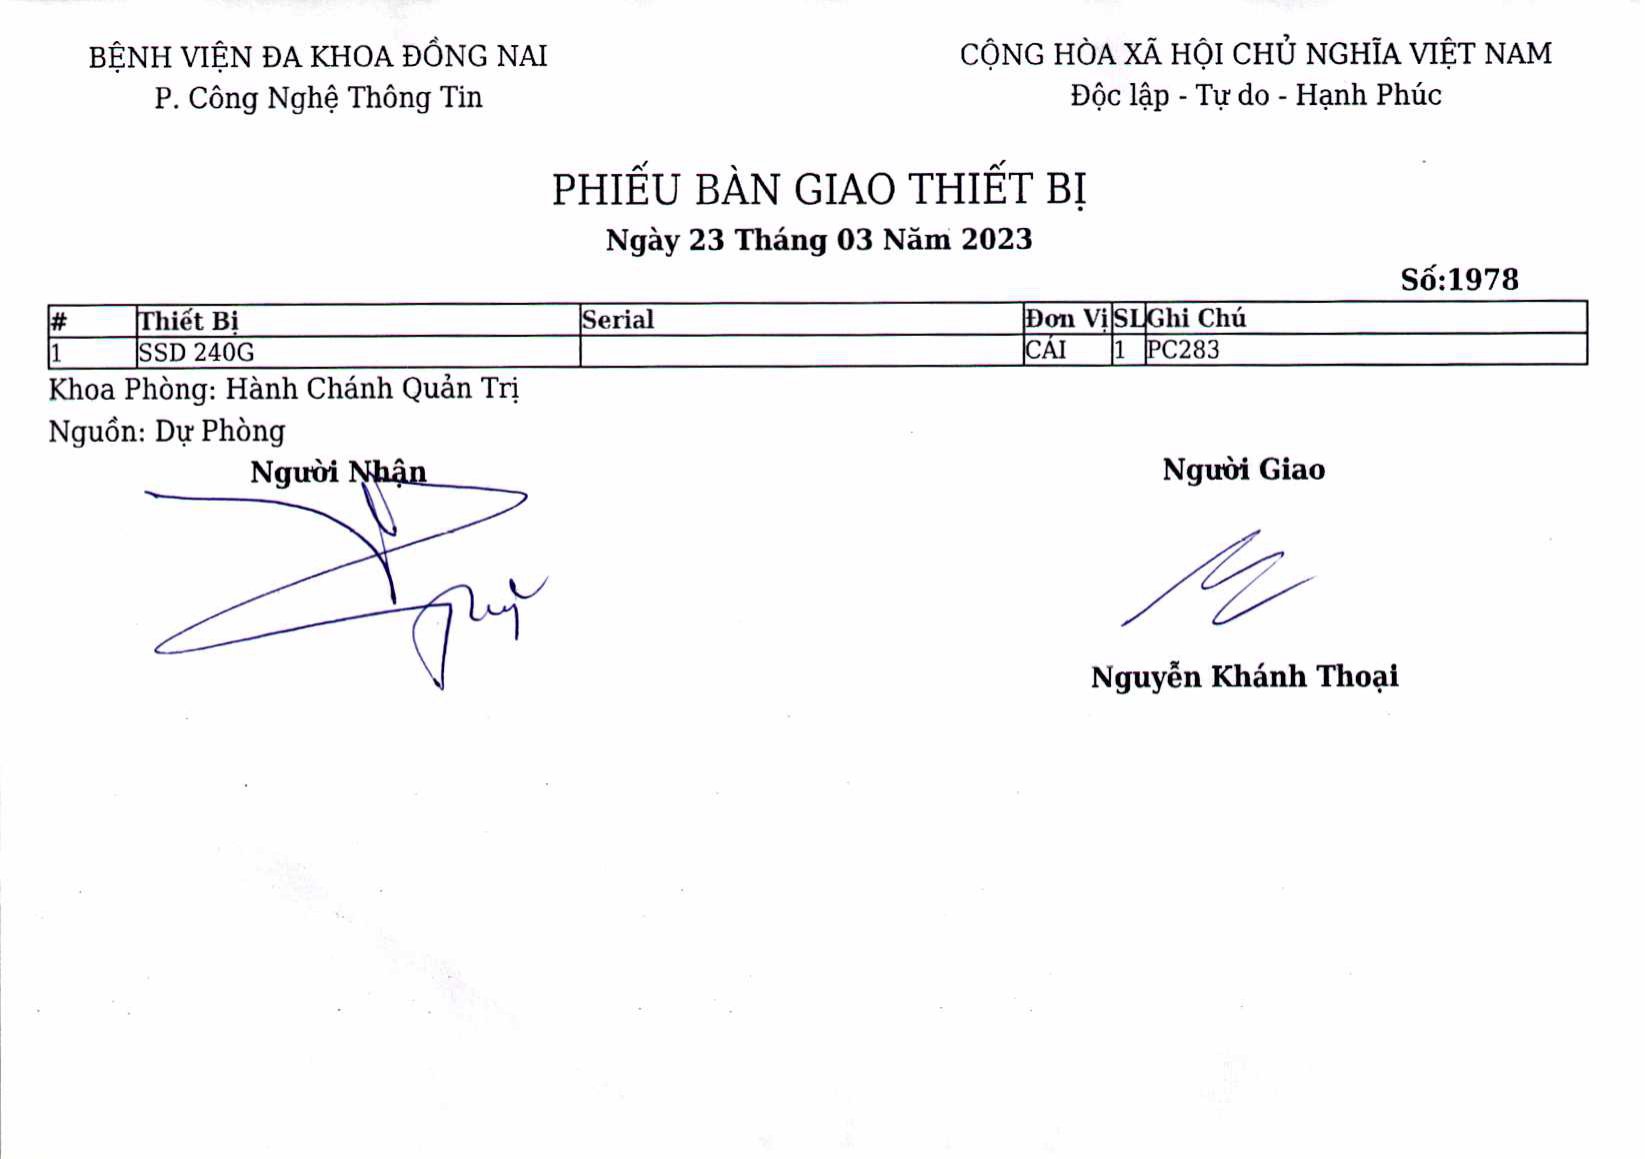 BỆNH VIỆN ĐA KHOA ĐỒNG NAI
P. Công Nghệ Thông Tin
CỘNG HÒA XÃ HỘI CHỦ NGHĨA VIỆT NAM
Độc lập - Tự do - Hạnh Phúc
PHIẾU BÀN GIAO THIẾT BỊ
Ngày 23 Tháng 03 Năm 2023
Số:1978
# Thiết Bị Serial Đơn Vị SL Ghi Chú
1 SSD 240G CÁI 1 PC283
Khoa Phòng: Hành Chánh Quản Trị
Nguồn: Dự Phòng
Người Nhận
Người Giao
Nguyễn Khánh Thoại